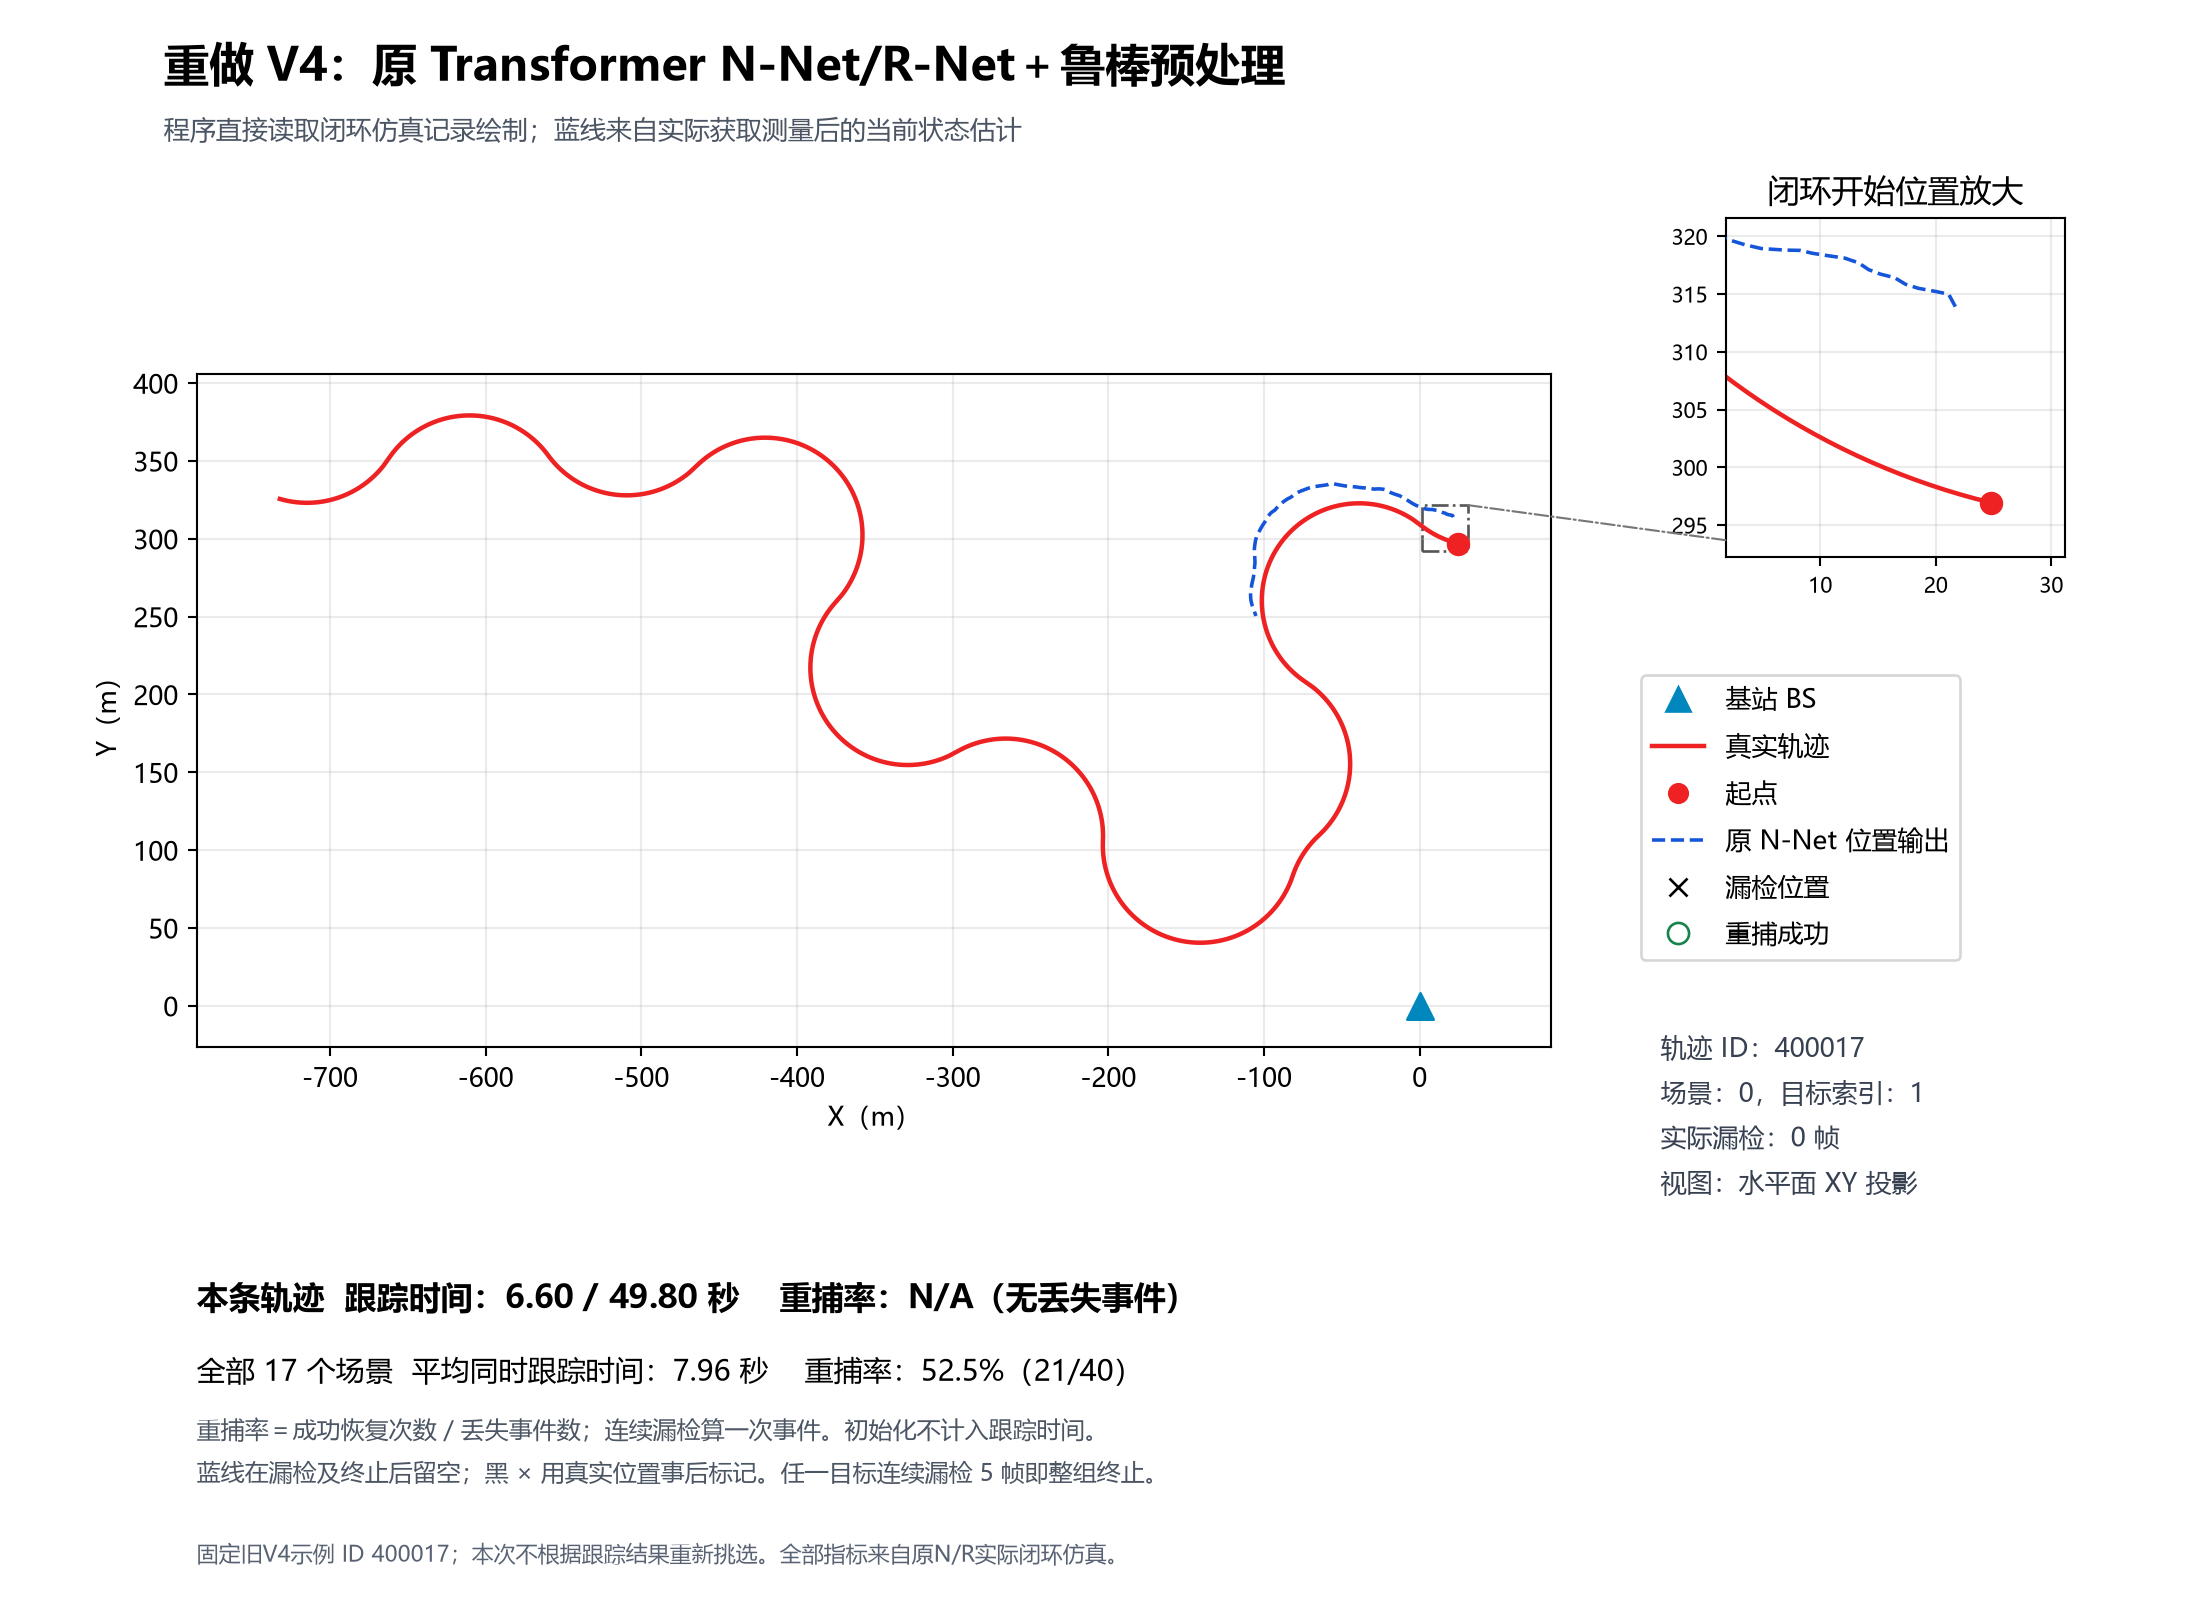 重做 V4：原 Transformer N-Net/R-Net＋鲁棒预处理
程序直接读取闭环仿真记录绘制；蓝线来自实际获取测量后的当前状态估计
闭环开始位置放大
320
315
310
305
300
295
10 20 30
400
350
300
250
200
150
100
50
0
Y（m）
-700 -600 -500 -400 -300 -200 -100 0
X（m）
基站 BS
真实轨迹
起点
原 N-Net 位置输出
漏检位置
重捕成功
轨迹 ID：400017
场景：0，目标索引：1
实际漏检：0 帧
视图：水平面 XY 投影
本条轨迹 跟踪时间：6.60 / 49.80 秒 重捕率：N/A（无丢失事件）
全部 17 个场景 平均同时跟踪时间：7.96 秒 重捕率：52.5%（21/40）
重捕率＝成功恢复次数 / 丢失事件数；连续漏检算一次事件。初始化不计入跟踪时间。
蓝线在漏检及终止后留空；黑 × 用真实位置事后标记。任一目标连续漏检 5 帧即整组终止。
固定旧V4示例 ID 400017；本次不根据跟踪结果重新挑选。全部指标来自原N/R实际闭环仿真。